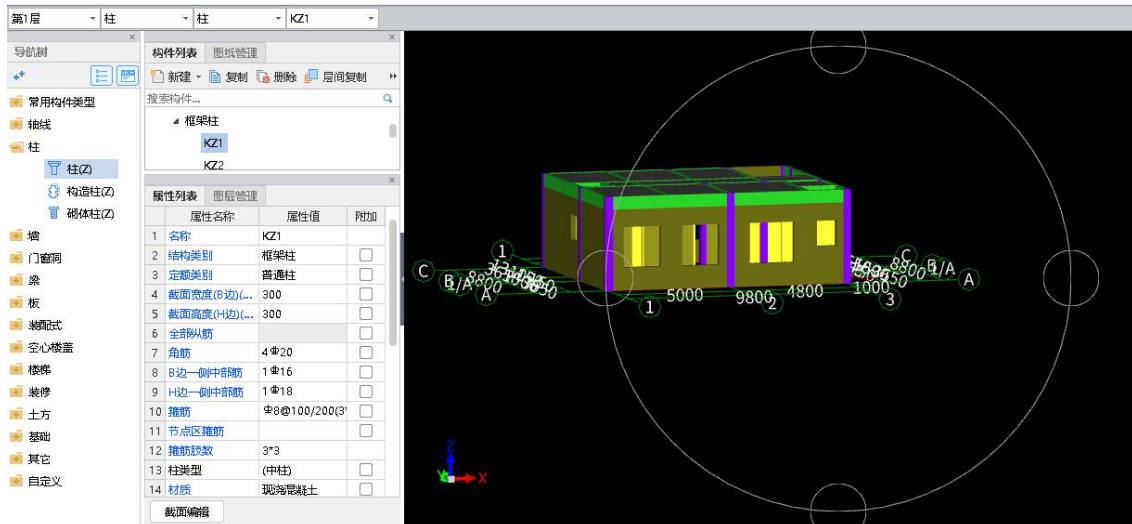 第1层 柱 柱 KZ1
导航树
常用构件类型
轴线
柱
柱(Z)
构造柱(Z)
砌体柱(Z)
墙
门窗洞
梁
板
装配式
空心楼盖
楼梯
装修
土方
基础
其它
自定义
构件列表 图纸管理
新建 复制 删除 层间复制
搜索构件...
框架柱
KZ1
KZ2
属性列表 图层管理
属性名称 属性值 附加
1 名称 KZ1
2 结构类别 框架柱
3 定额类别 普通柱
4 截面宽度(B边)(... 300
5 截面高度(H边)(... 300
6 全部纵筋
7 角筋 4⌽20
8 B边一侧中部筋 1⌽16
9 H边一侧中部筋 1⌽18
10 箍筋 ⌽8@100/200(3*
11 节点区箍筋
12 箍筋肢数 3*3
13 柱类型 (中柱)
14 材质 现浇混凝土
截面编辑
1
C
B
1/A
A
1
5000
9800
2
4800
1000
3
8800
C
B
1/A
A
Z
Y
X